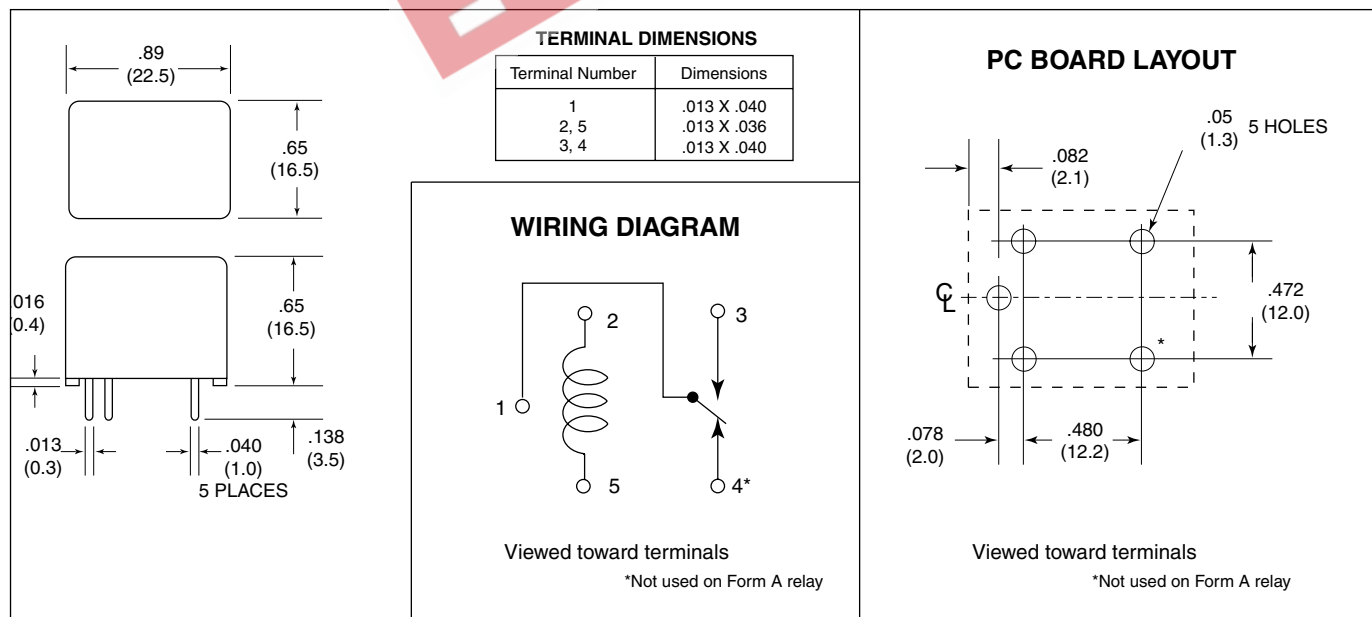 .89
(22.5)
.65
(16.5)
.016
(0.4)
.65
(16.5)
.013
(0.3)
.040
(1.0)
5 PLACES
.138
(3.5)
TERMINAL DIMENSIONS
Terminal Number Dimensions
1 .013 X .040
2, 5 .013 X .036
3, 4 .013 X .040
WIRING DIAGRAM
2
3
1
5
4*
Viewed toward terminals
*Not used on Form A relay
PC BOARD LAYOUT
.05
(1.3)
5 HOLES
.082
(2.1)
CL
.472
(12.0)
*
.078
(2.0)
.480
(12.2)
Viewed toward terminals
*Not used on Form A relay